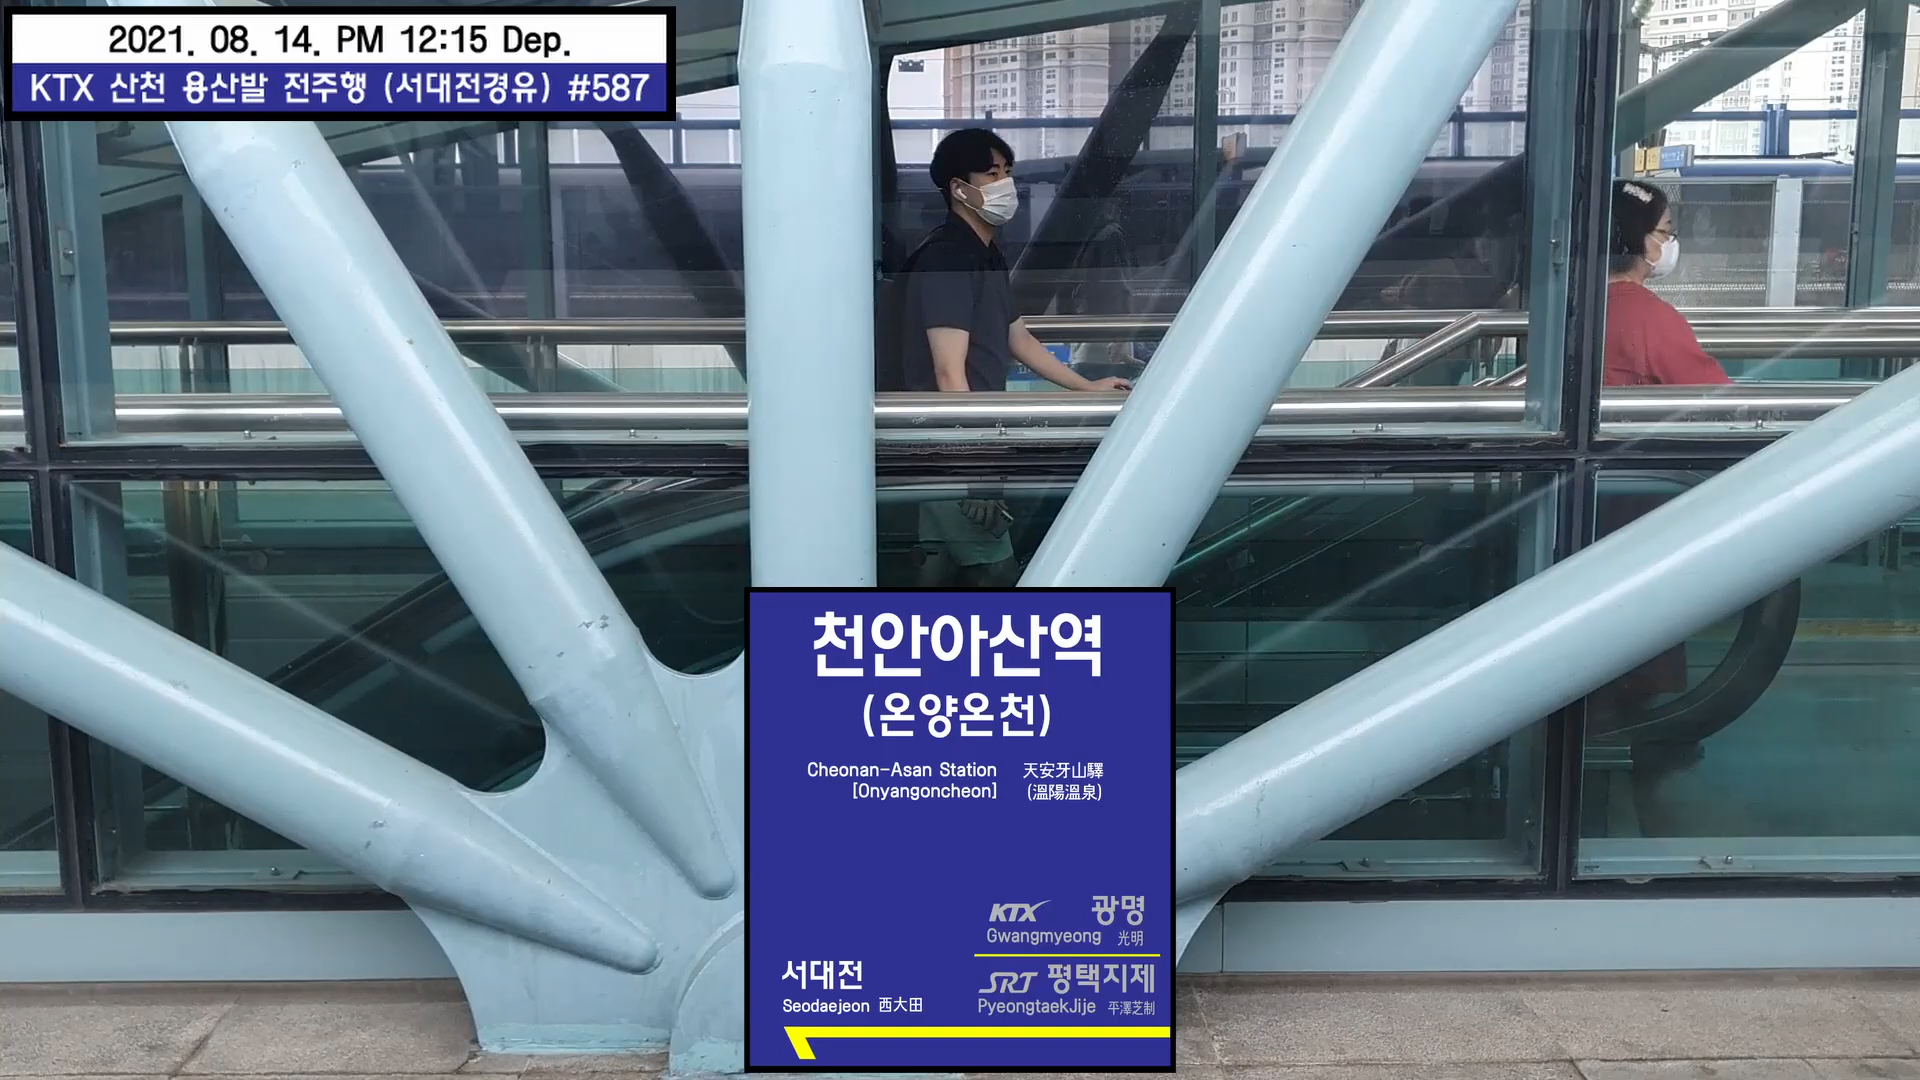 2021. 08. 14. PM 12:15 Dep.
KTX 산천 용산발 전주행 (서대전경유) #587
천안아산역
(온양온천)
Cheonan-Asan Station 天安牙山驛
[Onyangoncheon] (溫陽溫泉)
KTX 광명
Gwangmyeong 光明
SRT 평택지제
PyeongtaekJije 平澤芝制
서대전
Seodaejeon 西大田